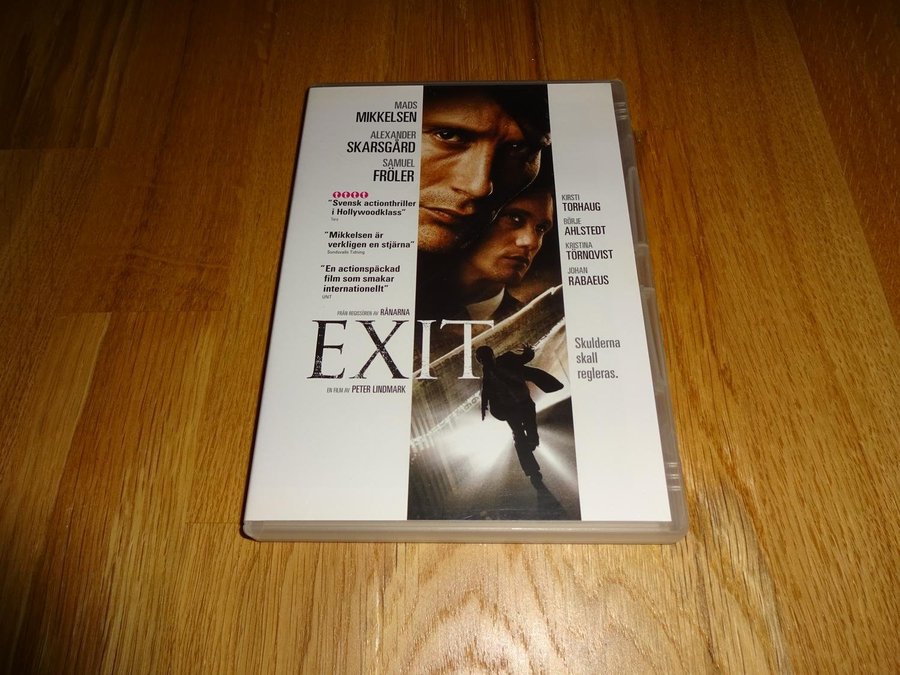 MADS
MIKKELSEN
ALEXANDER
SKARSGÅRD
SAMUEL
FRÖLER
"Svensk actionthriller
i Hollywoodklass"
"Mikkelsen är
verkligen en stjärna"
Sundsvalls Tidning
"En actionspäckad
film som smakar
internationellt"
UNT
FRÅN REGISSÖREN AV RÅNARNA
EXIT
EN FILM AV PETER LINDMARK
KIRSTI
TORHAUG
BÖRJE
AHLSTEDT
KRISTINA
TÖRNQVIST
JOHAN
RABAEUS
Skulderna
skall
regleras.